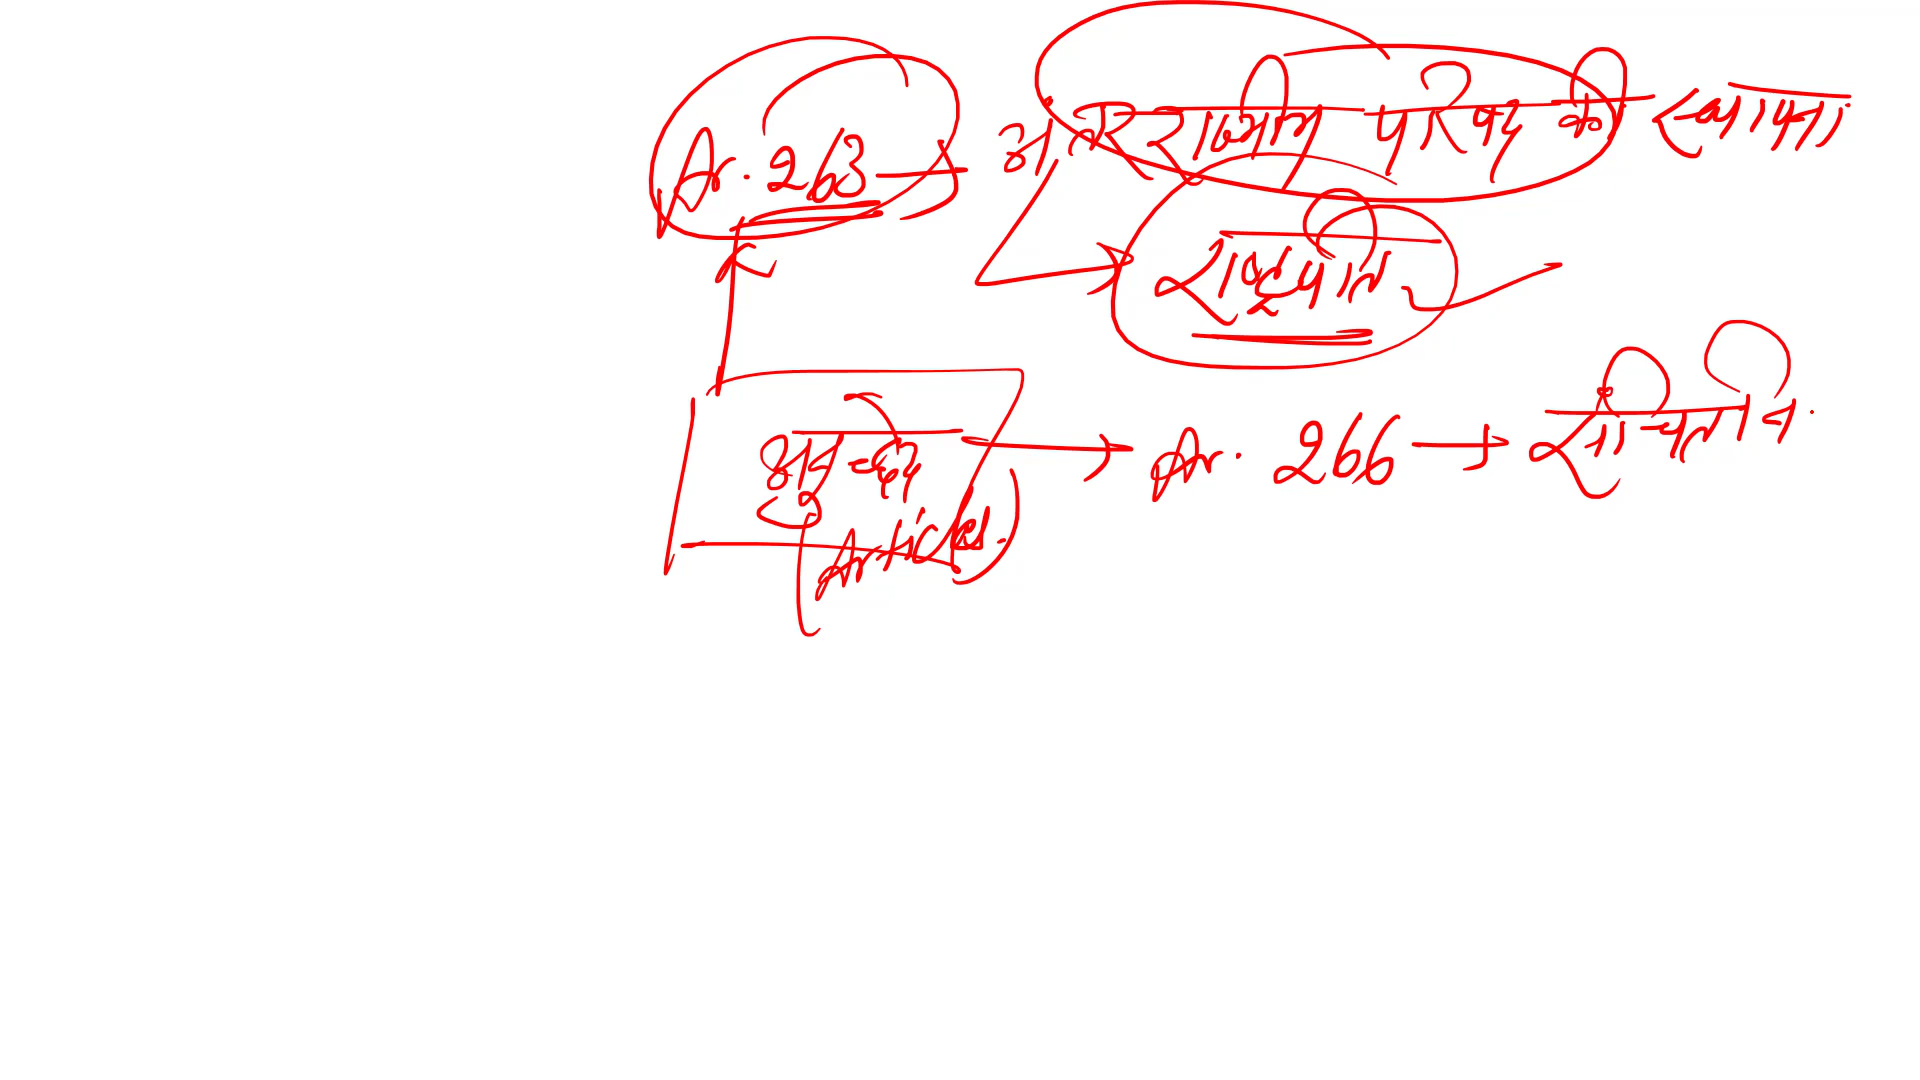 Ar. 263 → अंतरराज्यीय परिषद की स्थापना
राष्ट्रपति
अनुच्छेद → Ar. 266 → संचित नि.
(Articles.)